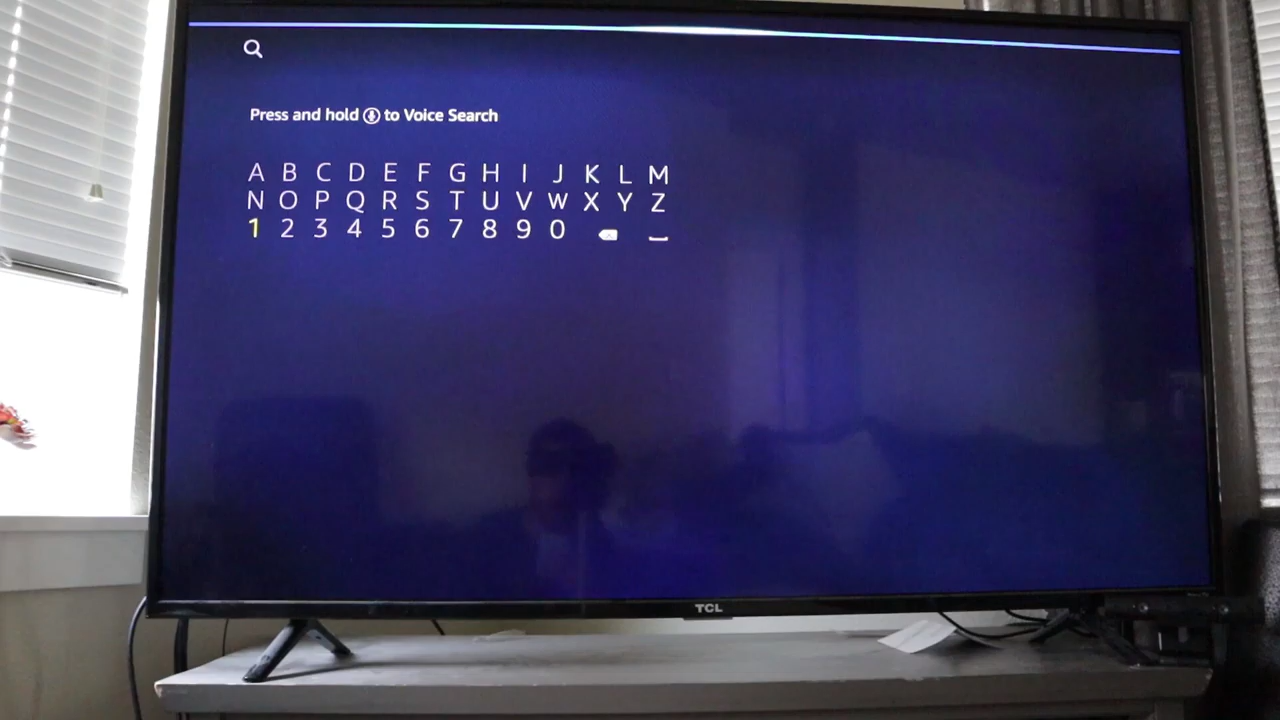 Press and hold to Voice Search
A B C D E F G H I J K L M
N O P Q R S T U V W X Y Z
1 2 3 4 5 6 7 8 9 0
TCL